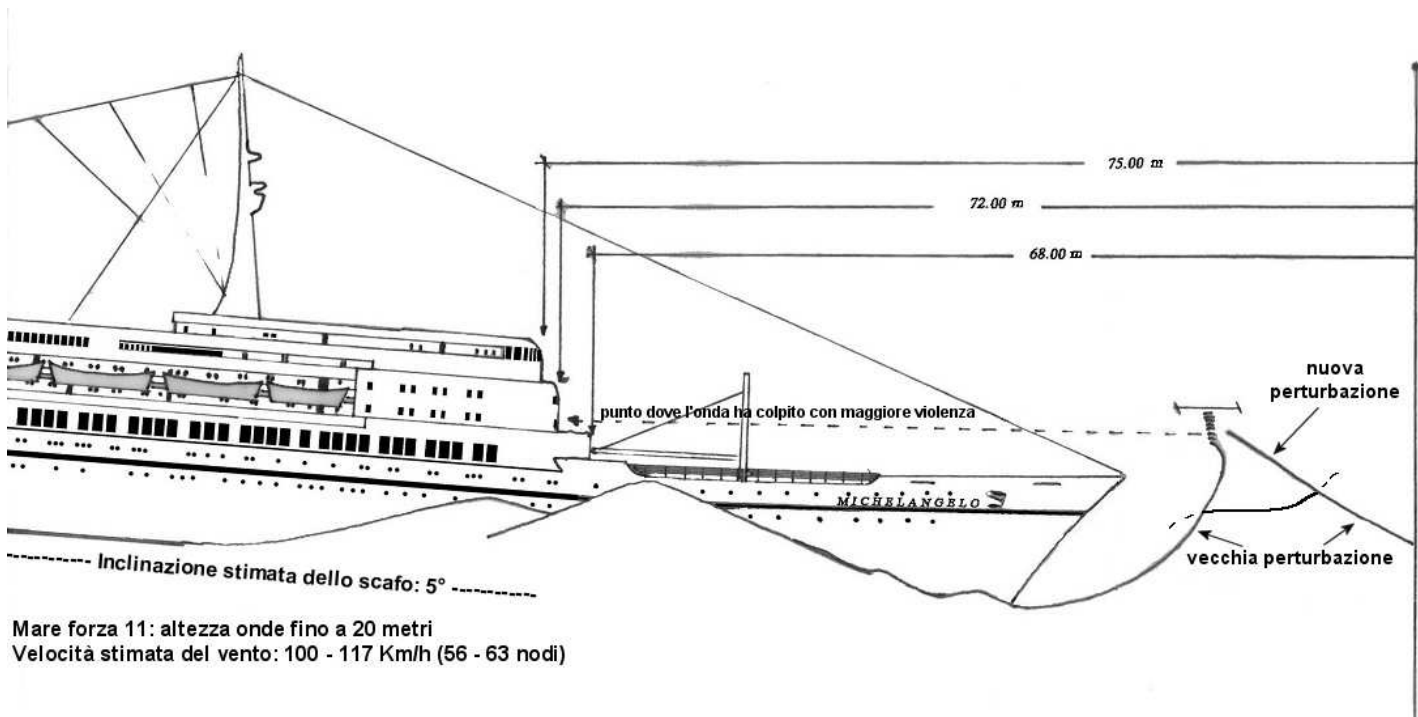 75.00 m
72.00 m
68.00 m
nuova
perturbazione
punto dove l'onda ha colpito con maggiore violenza
MICHELANGELO
vecchia perturbazione
------------ Inclinazione stimata dello scafo: 5° ------------
Mare forza 11: altezza onde fino a 20 metri
Velocità stimata del vento: 100 - 117 Km/h (56 - 63 nodi)